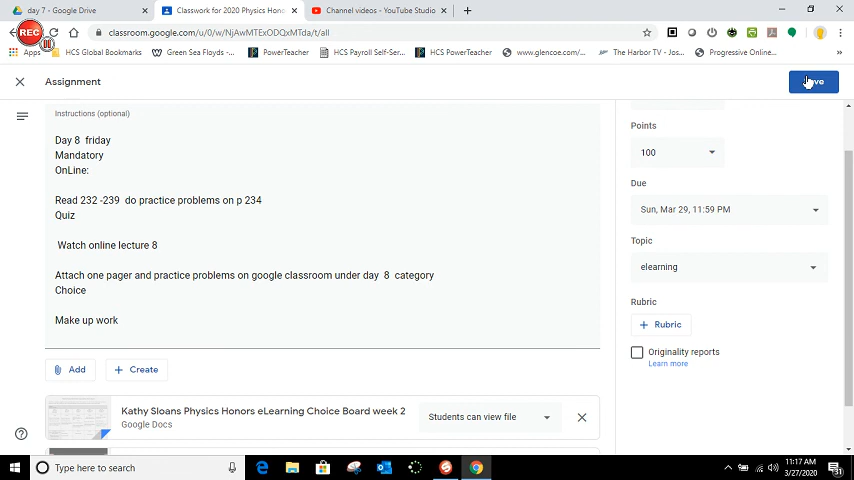 day 7 - Google Drive
Classwork for 2020 Physics Hono
Channel videos - YouTube Studio
REC
classroom.google.com/u/0/w/NjAwMTExODQxMTda/t/all
Apps
HCS Global Bookmarks
Green Sea Floyds -...
PowerTeacher
HCS Payroll Self-Ser...
HCS PowerTeacher
www.glencoe.com/...
The Harbor TV - Jos...
Progressive Online...
Assignment
Instructions (optional)
Day 8 friday
Mandatory
OnLine:
Read 232 -239 do practice problems on p 234
Quiz
Watch online lecture 8
Attach one pager and practice problems on google classroom under day 8 category
Choice
Make up work
Add
Create
Kathy Sloans Physics Honors eLearning Choice Board week 2
Google Docs
Students can view file
Points
100
Due
Sun, Mar 29, 11:59 PM
Topic
elearning
Rubric
+ Rubric
Originality reports
Learn more
Type here to search
11:17 AM
3/27/2020
31